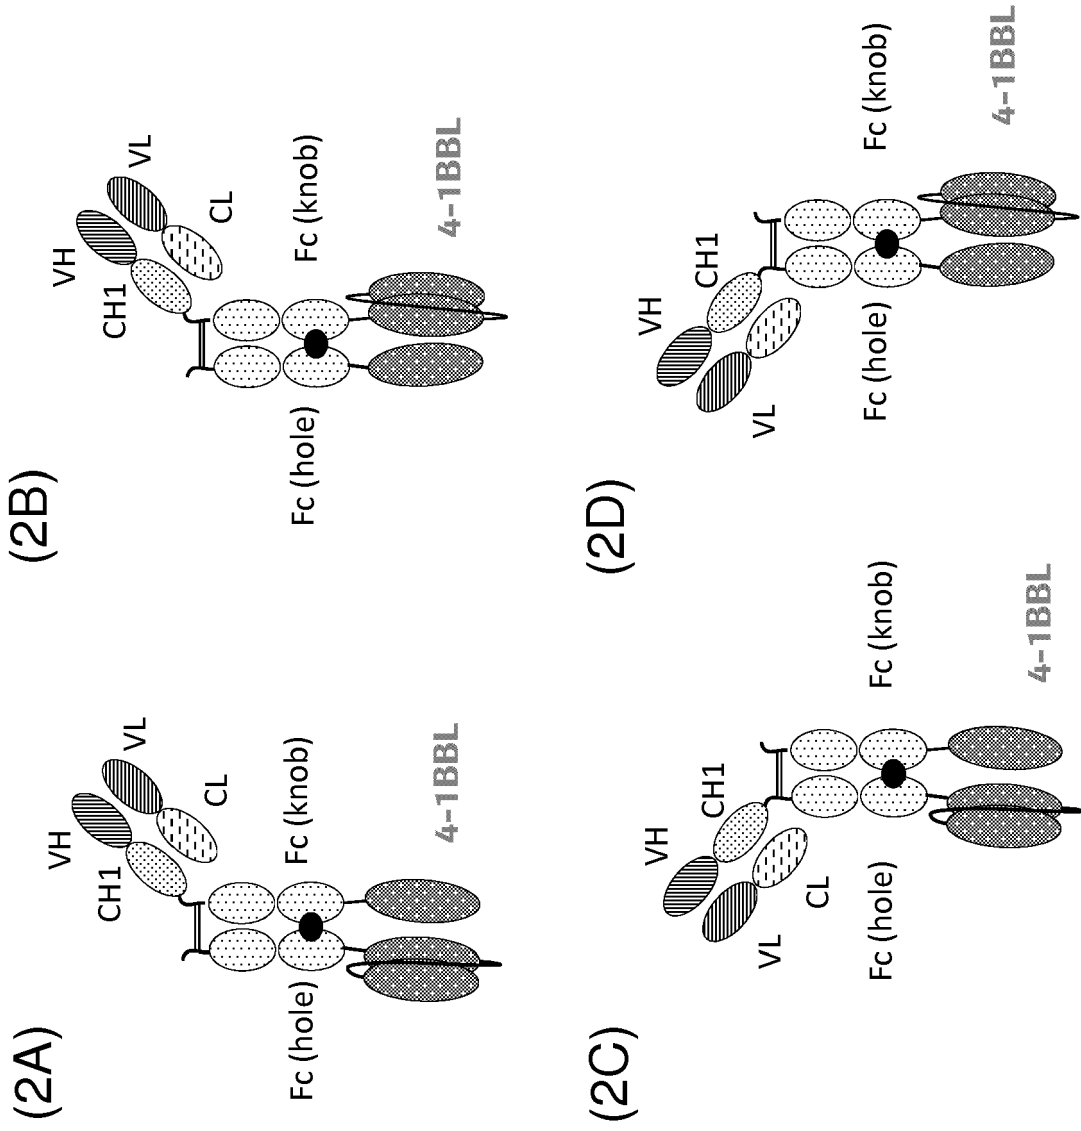 (2A)
VH
VL
CH1
CL
Fc (hole)
Fc (knob)
4-1BBL
(2B)
VH
VL
CH1
CL
Fc (hole)
Fc (knob)
4-1BBL
(2C)
VH
CH1
VL
CL
Fc (hole)
Fc (knob)
4-1BBL
(2D)
VH
CH1
VL
Fc (hole)
Fc (knob)
4-1BBL